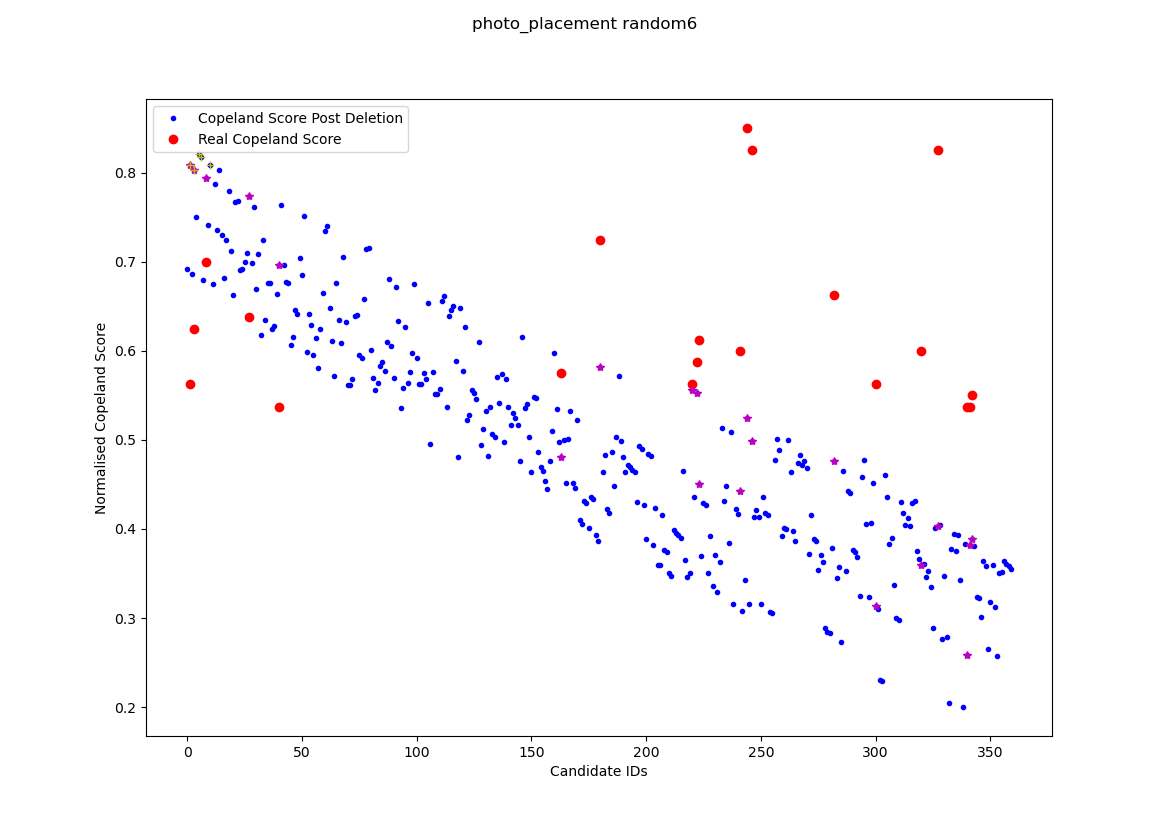 photo_placement random6
Copeland Score Post Deletion
Real Copeland Score
0.8
0.7
0.6
0.5
0.4
0.3
0.2
Normalised Copeland Score
0 50 100 150 200 250 300 350
Candidate IDs